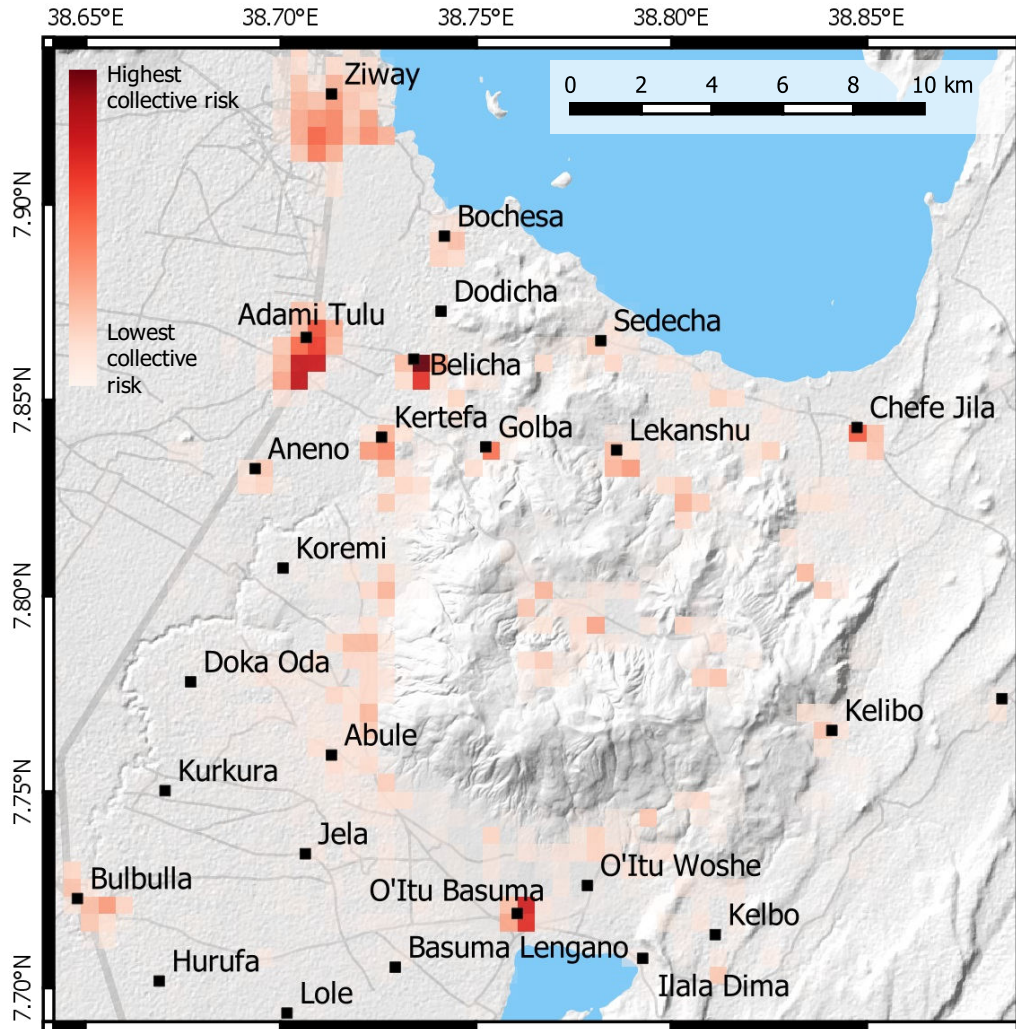 38.65°E
38.70°E
38.75°E
38.80°E
38.85°E
Highest
collective risk
Ziway
0 2 4 6 8 10 km
7.90°N
Bochesa
Dodicha
Adami Tulu
Sedecha
Lowest
collective
risk
Belicha
7.85°N
Kertefa
Golba
Lekanshu
Chefe Jila
Aneno
Koremi
7.80°N
Doka Oda
Kelibo
Abule
7.75°N
Kurkura
Jela
O'Itu Woshe
Bulbulla
O'Itu Basuma
Kelbo
Basuma Lengano
Hurufa
Ilala Dima
7.70°N
Lole